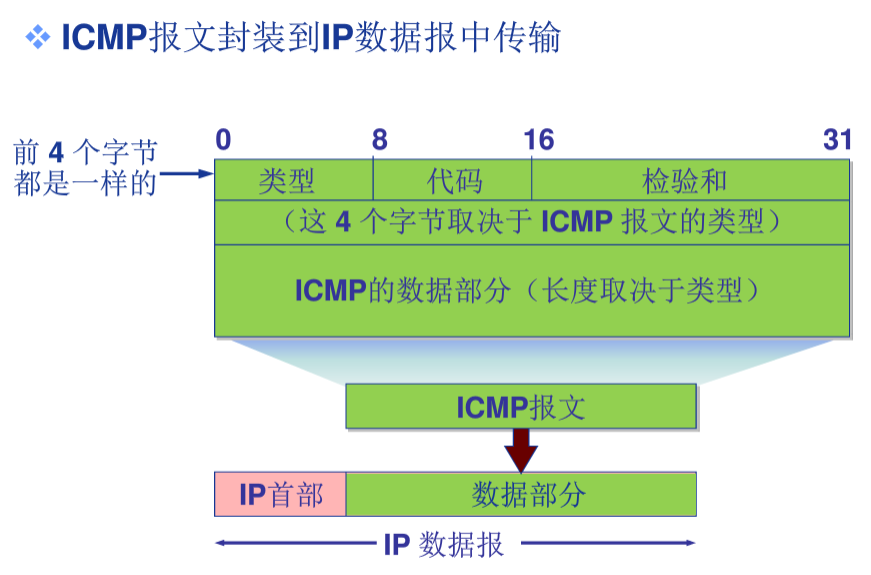 ICMP报文封装到IP数据报中传输
0 8 16 31
前 4 个字节
都是一样的
类型 代码 检验和
（这 4 个字节取决于 ICMP 报文的类型）
ICMP的数据部分（长度取决于类型）
ICMP报文
IP首部 数据部分
IP 数据报